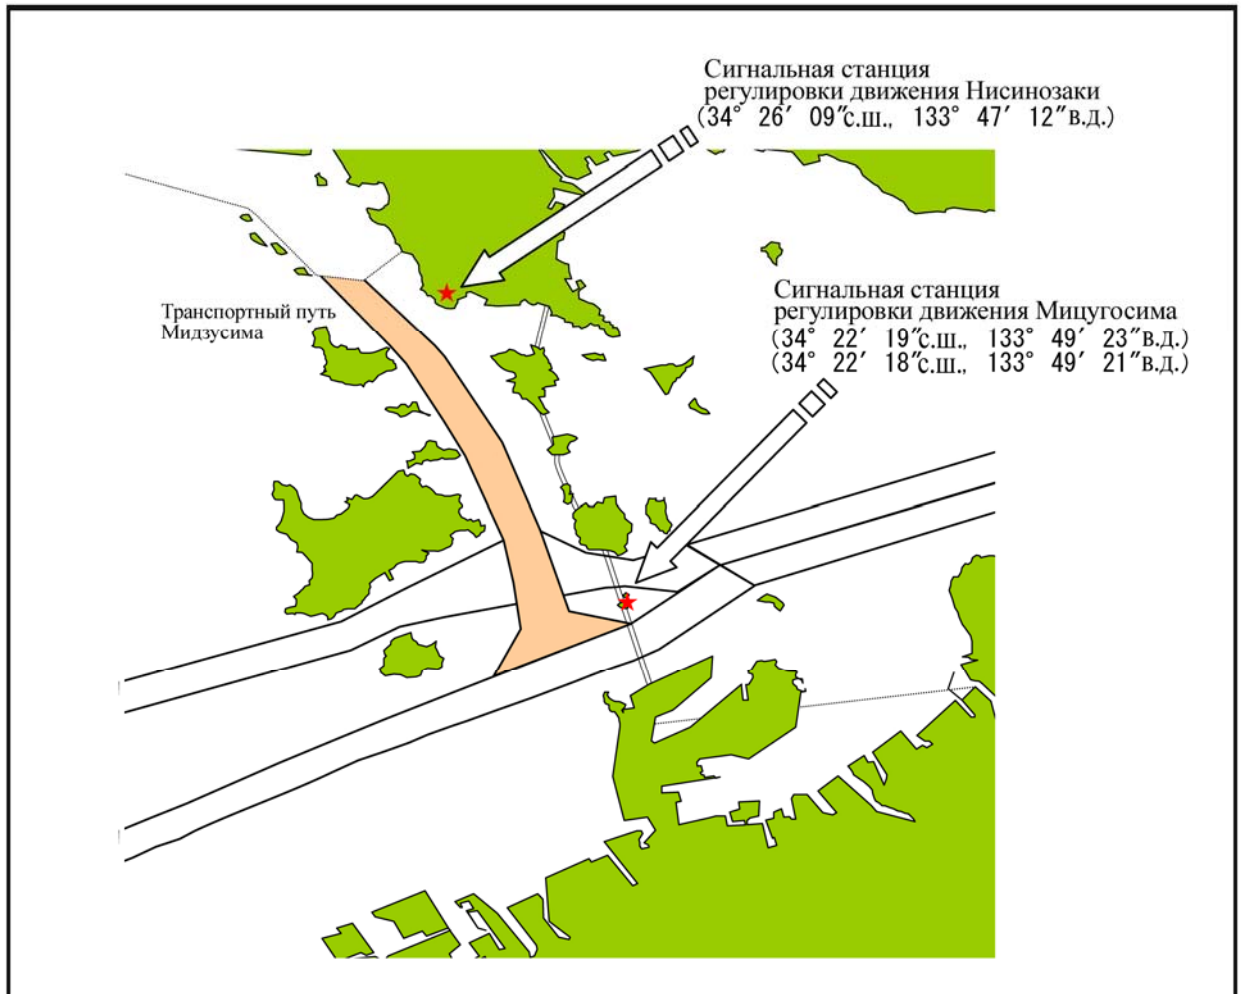 Сигнальная станция
регулировки движения Нисинозаки
(34° 26′ 09″с.ш., 133° 47′ 12″в.д.)
Сигнальная станция
регулировки движения Мицугосима
(34° 22′ 19″с.ш., 133° 49′ 23″в.д.)
(34° 22′ 18″с.ш., 133° 49′ 21″в.д.)
Транспортный путь
Мидзусима